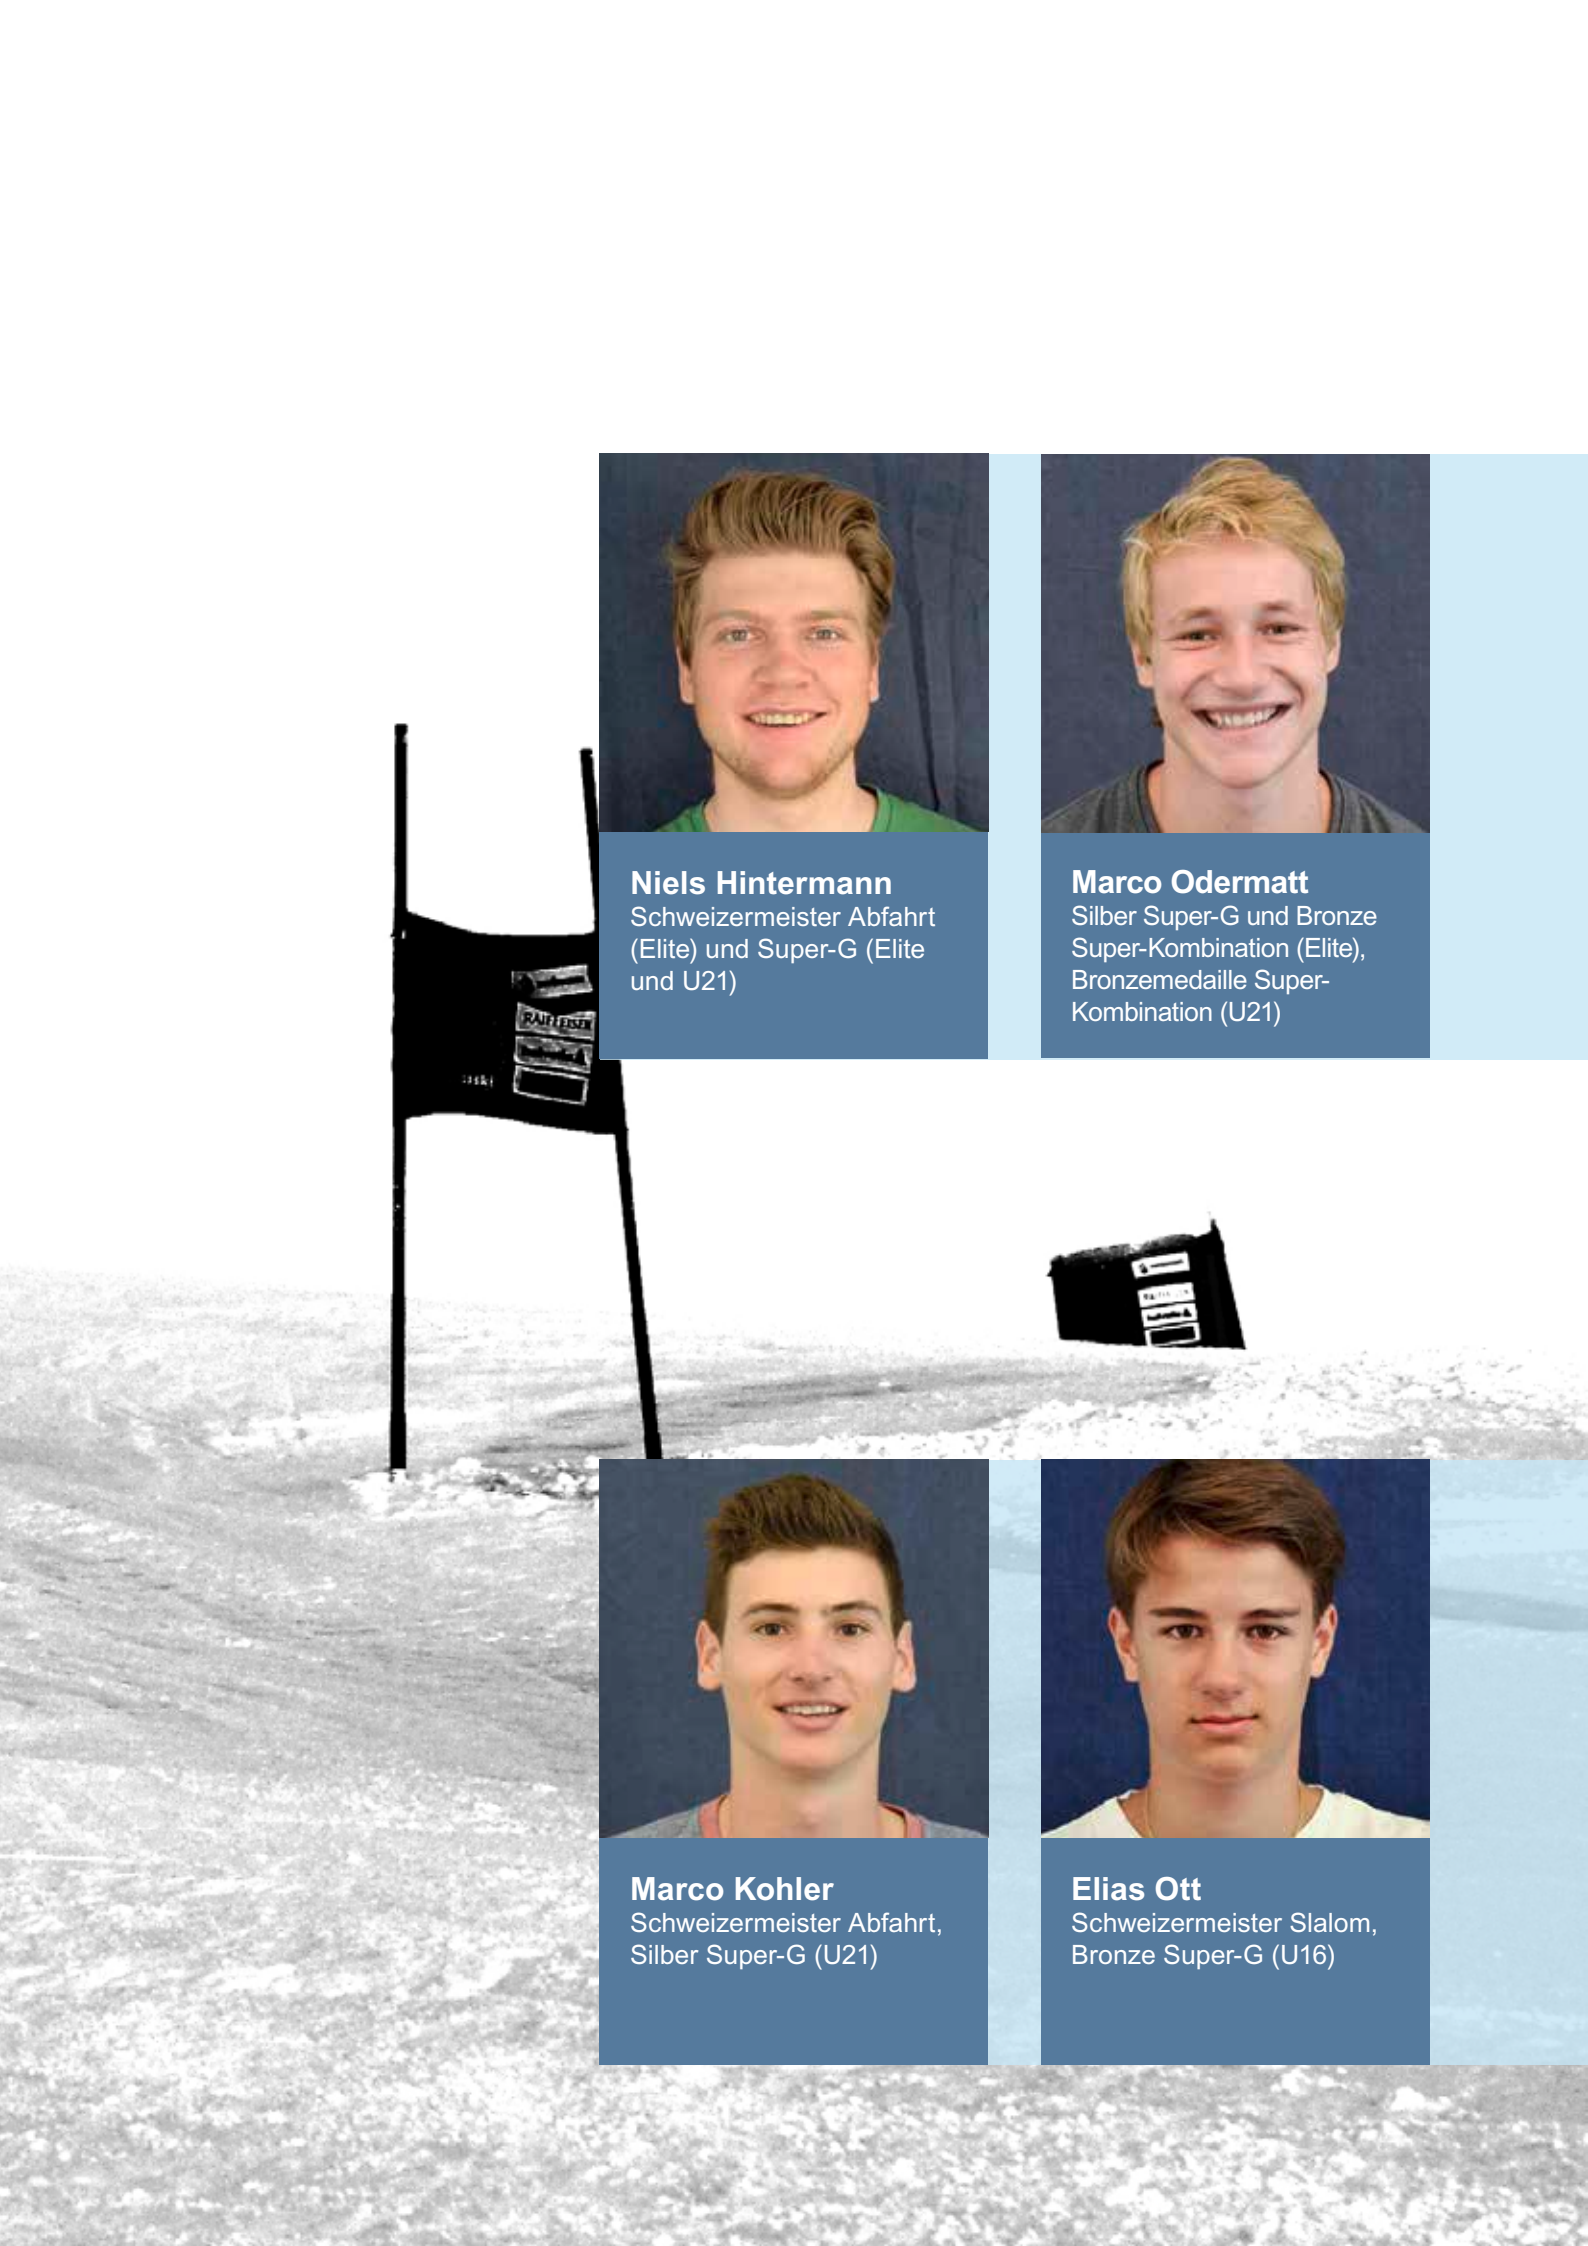 Niels Hintermann
Schweizermeister Abfahrt
(Elite) und Super-G (Elite
und U21)
Marco Odermatt
Silber Super-G und Bronze
Super-Kombination (Elite),
Bronzemedaille Super-
Kombination (U21)
RAIFFEISEN
Marco Kohler
Schweizermeister Abfahrt,
Silber Super-G (U21)
Elias Ott
Schweizermeister Slalom,
Bronze Super-G (U16)